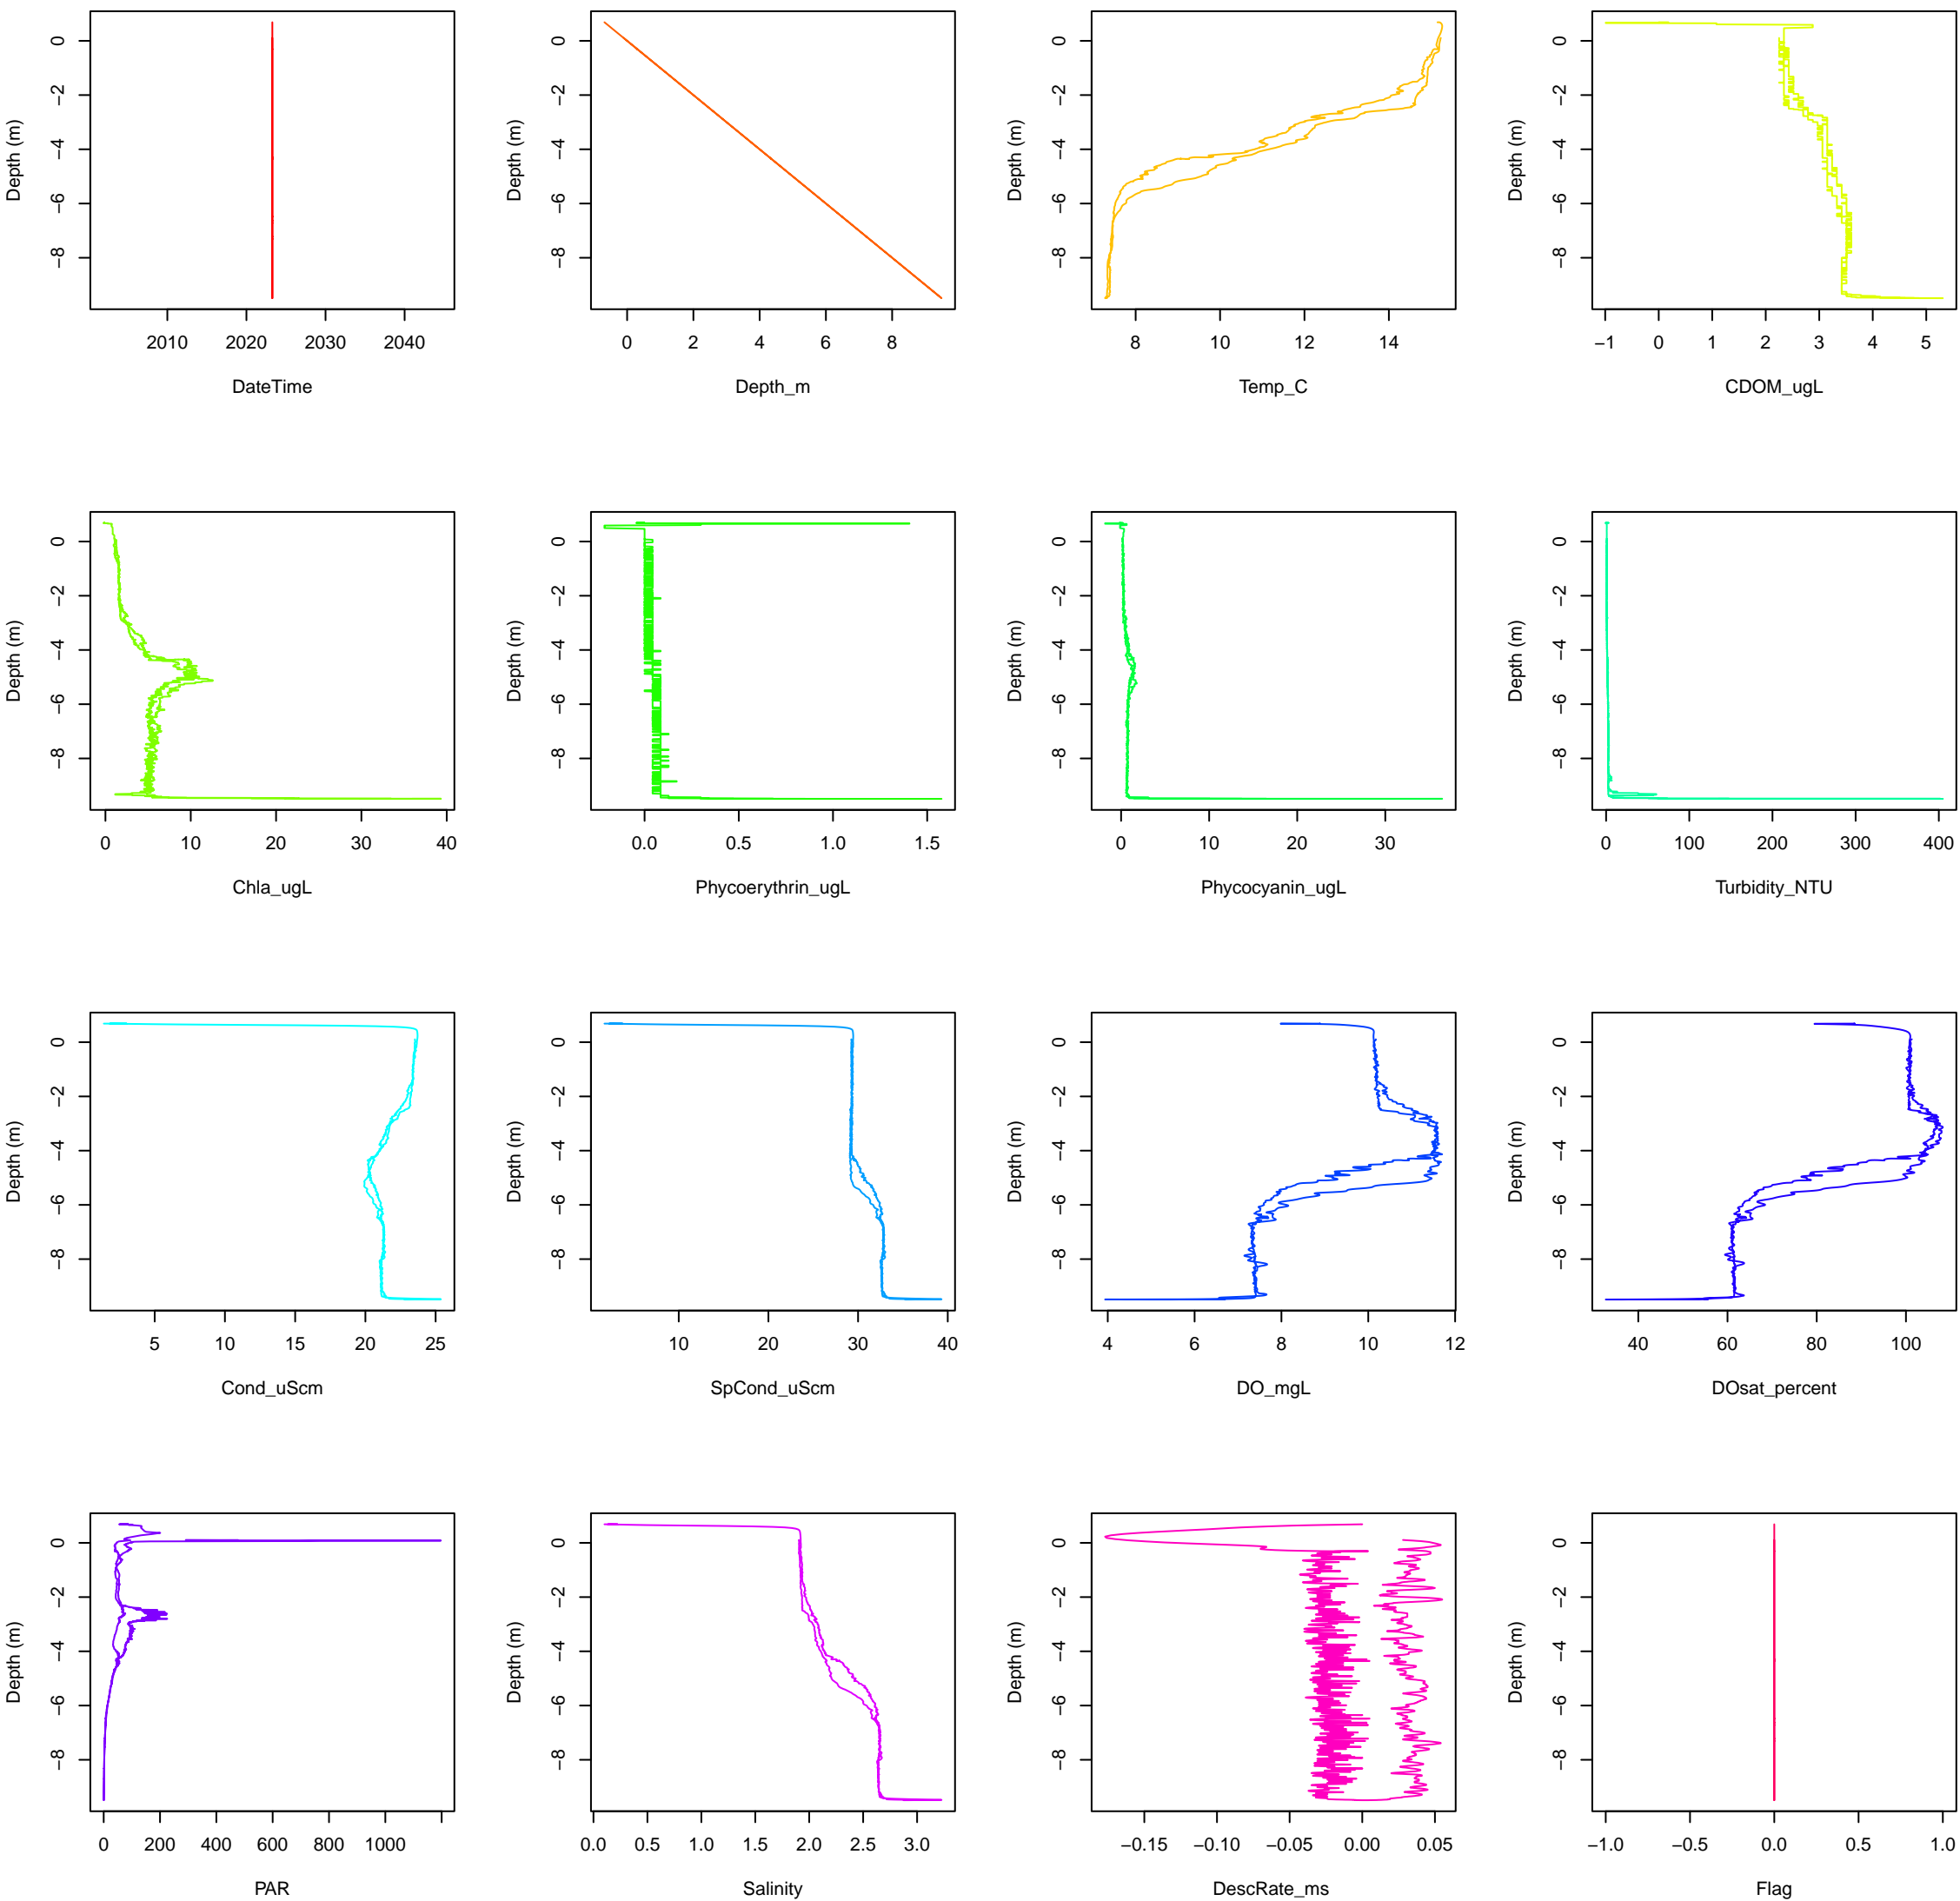 Depth (m)
0
−2
−4
−6
−8
2010 2020 2030 2040
DateTime
Depth (m)
0
−2
−4
−6
−8
0 2 4 6 8
Depth_m
Depth (m)
0
−2
−4
−6
−8
8 10 12 14
Temp_C
Depth (m)
0
−2
−4
−6
−8
−1 0 1 2 3 4 5
CDOM_ugL
Depth (m)
0
−2
−4
−6
−8
0 10 20 30 40
Chla_ugL
Depth (m)
0
−2
−4
−6
−8
0.0 0.5 1.0 1.5
Phycoerythrin_ugL
Depth (m)
0
−2
−4
−6
−8
0 10 20 30
Phycocyanin_ugL
Depth (m)
0
−2
−4
−6
−8
0 100 200 300 400
Turbidity_NTU
Depth (m)
0
−2
−4
−6
−8
5 10 15 20 25
Cond_uScm
Depth (m)
0
−2
−4
−6
−8
10 20 30 40
SpCond_uScm
Depth (m)
0
−2
−4
−6
−8
4 6 8 10 12
DO_mgL
Depth (m)
0
−2
−4
−6
−8
40 60 80 100
DOsat_percent
Depth (m)
0
−2
−4
−6
−8
0 200 400 600 800 1000
PAR
Depth (m)
0
−2
−4
−6
−8
0.0 0.5 1.0 1.5 2.0 2.5 3.0
Salinity
Depth (m)
0
−2
−4
−6
−8
−0.15 −0.10 −0.05 0.00 0.05
DescRate_ms
Depth (m)
0
−2
−4
−6
−8
−1.0 −0.5 0.0 0.5 1.0
Flag